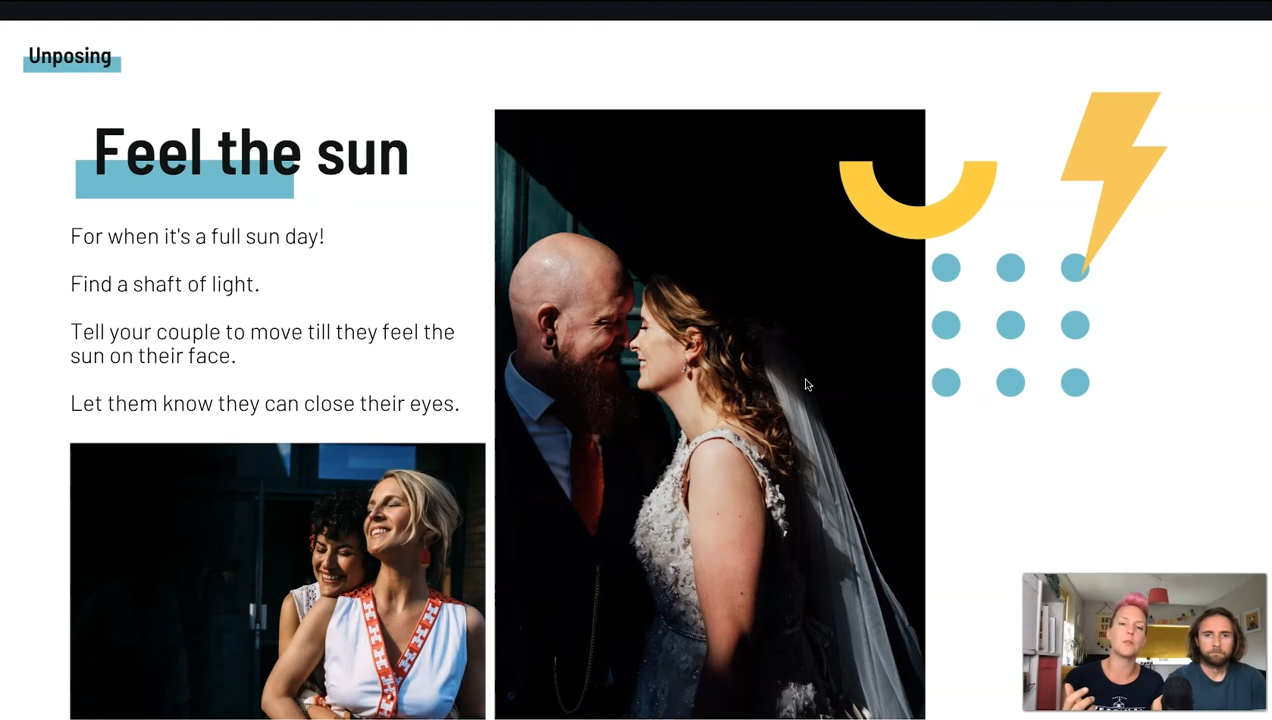 Unposing
Feel the sun
For when it's a full sun day!
Find a shaft of light.
Tell your couple to move till they feel the
sun on their face.
Let them know they can close their eyes.